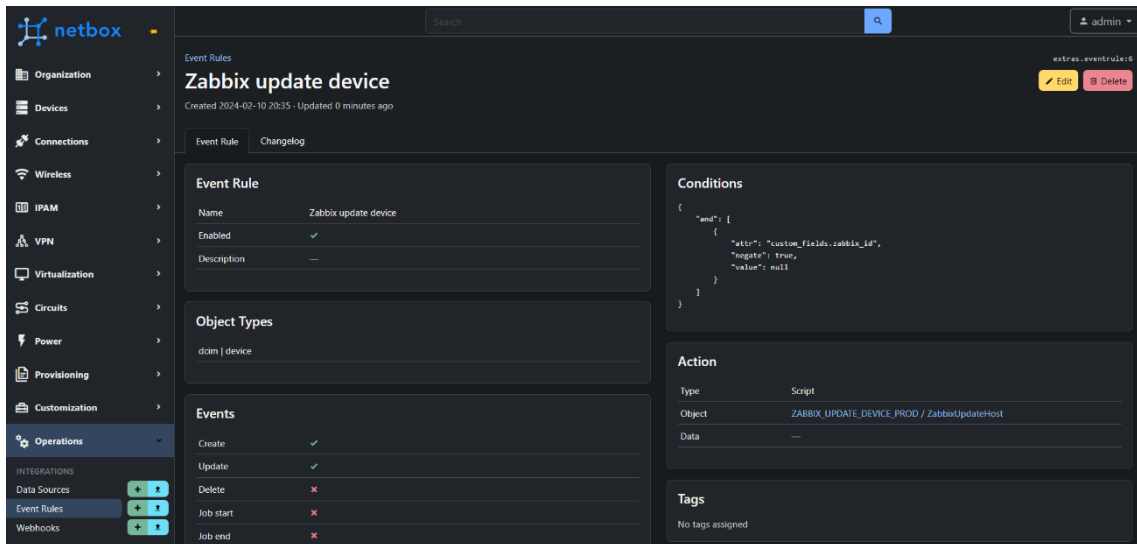 netbox
Search
admin
Organization
Devices
Connections
Wireless
IPAM
VPN
Virtualization
Circuits
Power
Provisioning
Customization
Operations
INTEGRATIONS
Data Sources
Event Rules
Webhooks
Event Rules
extras.eventrule:6
Zabbix update device
Edit
Delete
Created 2024-02-10 20:35 · Updated 0 minutes ago
Event Rule Changelog
Event Rule
Name Zabbix update device
Enabled
Description —
Object Types
dcim | device
Events
Create
Update
Delete
Job start
Job end
Conditions
{
"and": [
{
"attr": "custom_fields.zabbix_id",
"negate": true,
"value": null
}
]
}
Action
Type Script
Object ZABBIX_UPDATE_DEVICE_PROD / ZabbixUpdateHost
Data —
Tags
No tags assigned